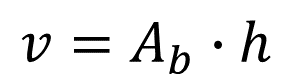 v = A_b · h